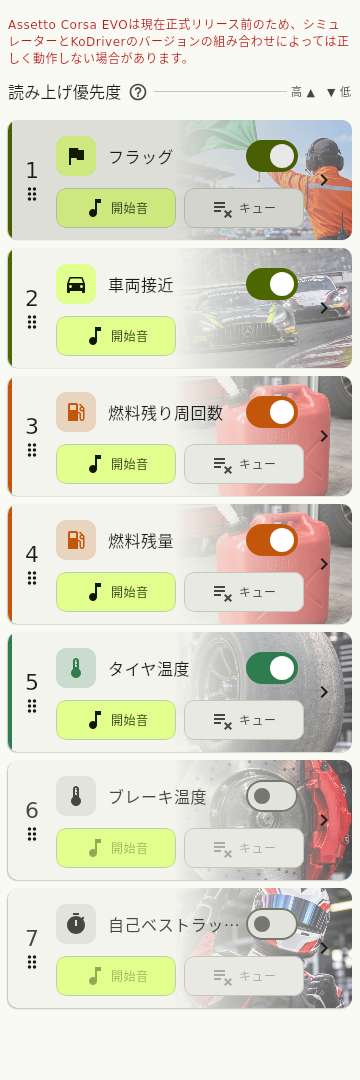 Assetto Corsa EVOは現在正式リリース前のため、シミュ
レーターとKoDriverのバージョンの組み合わせによっては正
しく動作しない場合があります。
読み上げ優先度
高▲ ▼低
1
フラッグ
開始音
キュー
2
車両接近
開始音
3
燃料残り周回数
開始音
キュー
4
燃料残量
開始音
キュー
5
タイヤ温度
開始音
キュー
6
ブレーキ温度
開始音
キュー
7
自己ベストラッ…
開始音
キュー